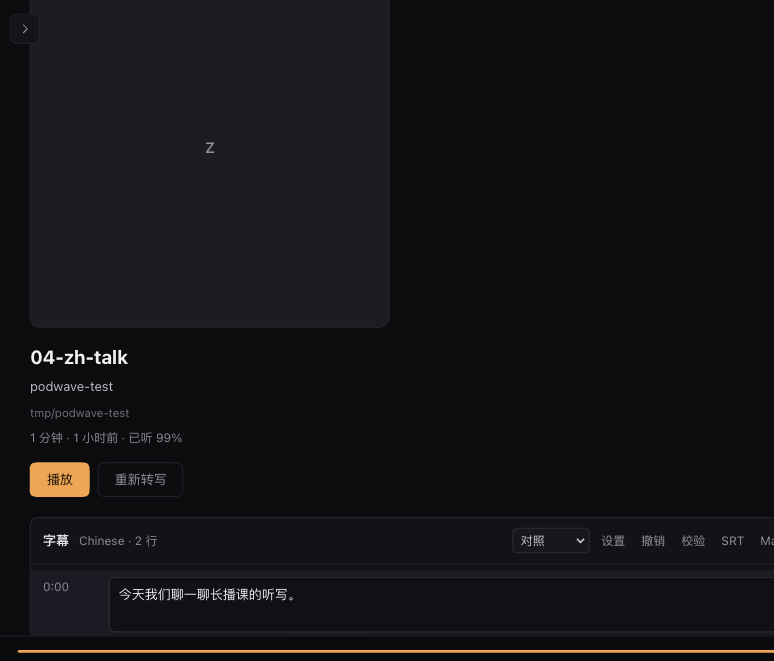 Z
04-zh-talk
podwave-test
tmp/podwave-test
1 分钟 · 1 小时前 · 已听 99%
播放 重新转写
字幕 Chinese · 2 行 对照 设置 撤销 校验 SRT Ma
0:00 今天我们聊一聊长播课的听写。